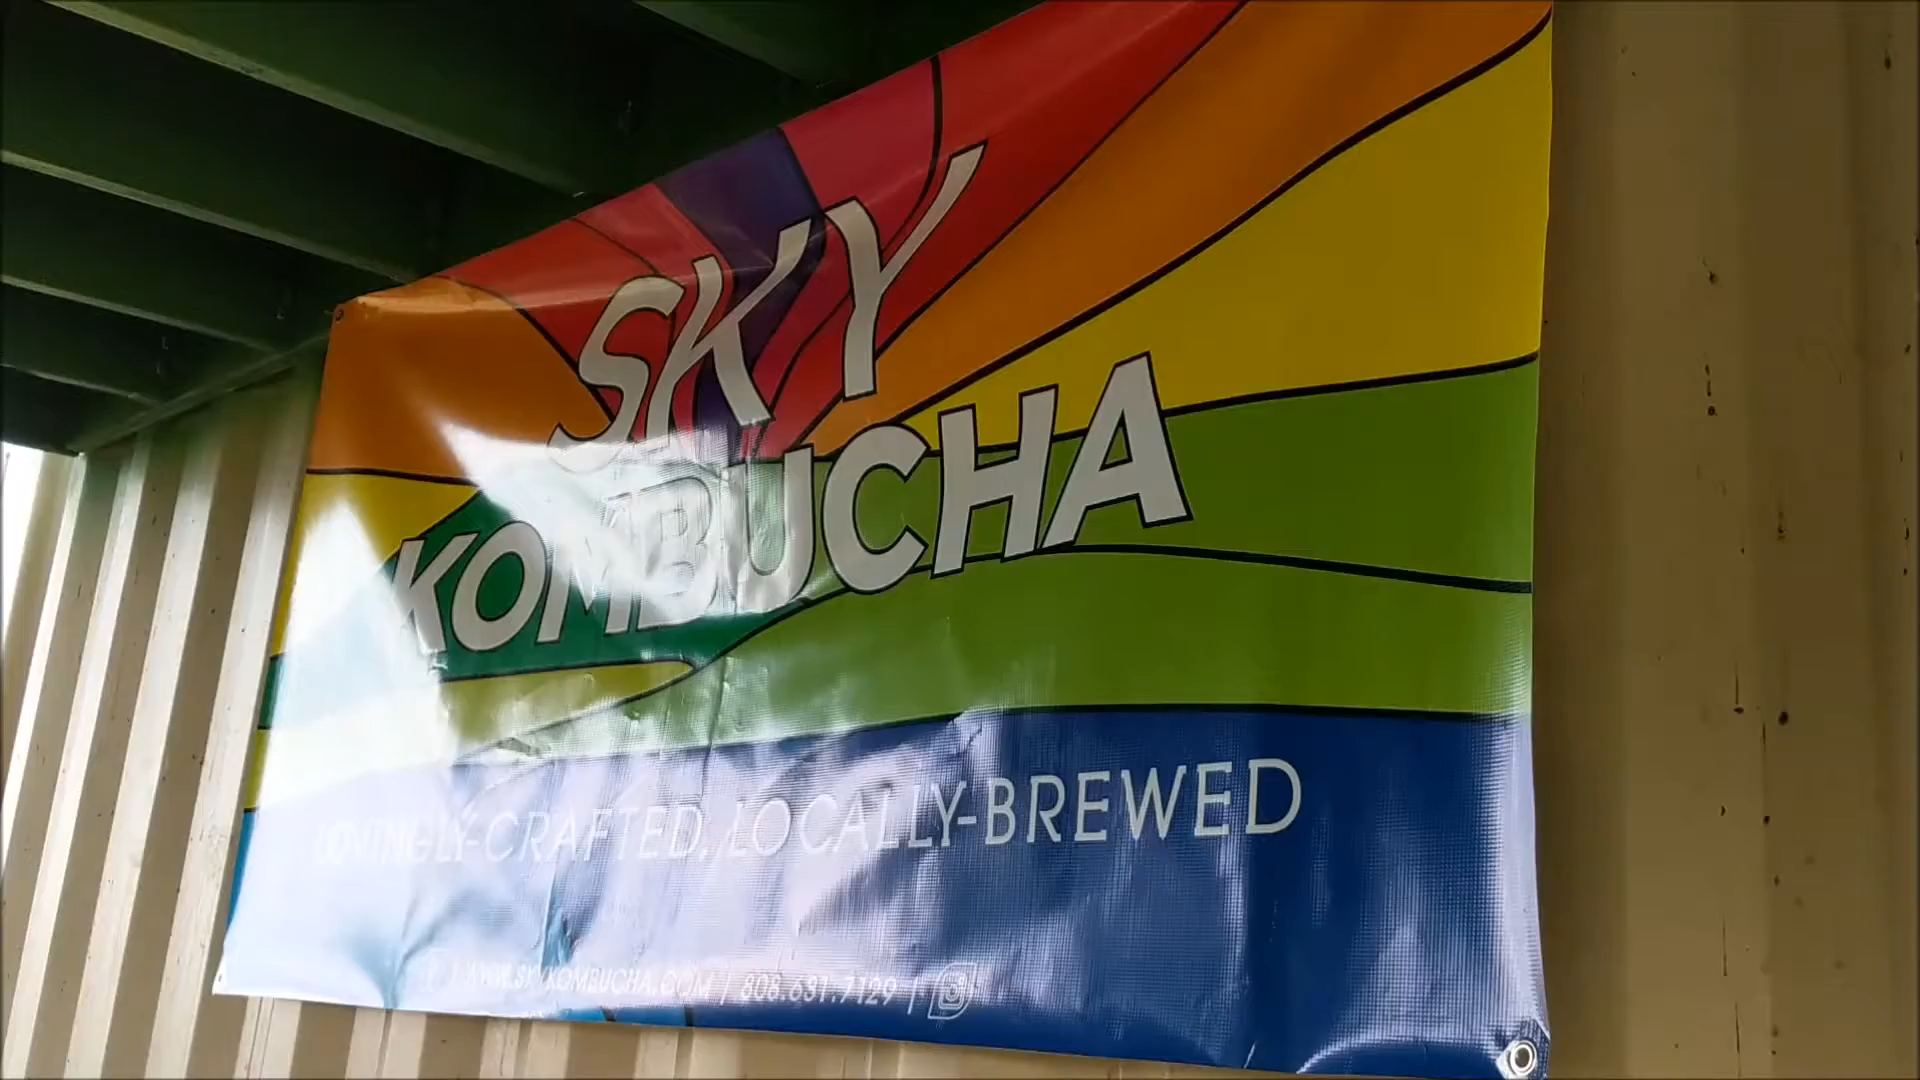 SKY
KOMBUCHA
LOVINGLY-CRAFTED, LOCALLY-BREWED
WWW.SKYKOMBUCHA.COM | 808.631.7129 |